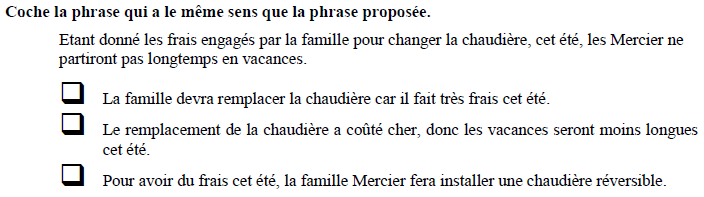 Coche la phrase qui a le même sens que la phrase proposée.
Etant donné les frais engagés par la famille pour changer la chaudière, cet été, les Mercier ne
partiront pas longtemps en vacances.
La famille devra remplacer la chaudière car il fait très frais cet été.
Le remplacement de la chaudière a coûté cher, donc les vacances seront moins longues
cet été.
Pour avoir du frais cet été, la famille Mercier fera installer une chaudière réversible.